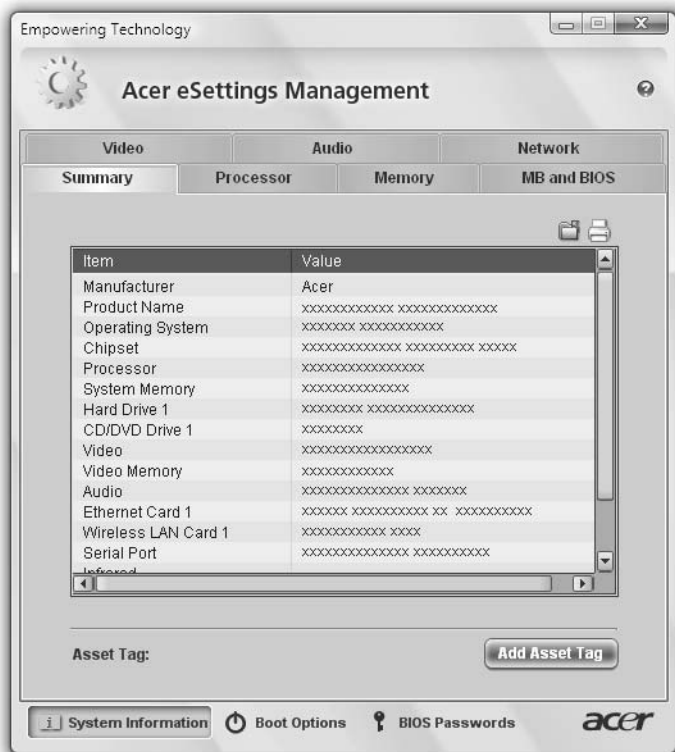 Empowering Technology
Acer eSettings Management
Video Audio Network
Summary Processor Memory MB and BIOS
Item Value
Manufacturer Acer
Product Name xxxxxxxxxxxx xxxxxxxxxxxxx
Operating System xxxxxxx xxxxxxxxxxx
Chipset xxxxxxxxxxxxx xxxxxxxxx xxxxx
Processor xxxxxxxxxxxxxxxx
System Memory xxxxxxxxxxxxxx
Hard Drive 1 xxxxxxxx xxxxxxxxxxxxxx
CD/DVD Drive 1 xxxxxxxx
Video xxxxxxxxxxxxxxxxx
Video Memory xxxxxxxxxxxx
Audio xxxxxxxxxxxxxx xxxxxxx
Ethernet Card 1 xxxxxx xxxxxxxxxx xx xxxxxxxxxx
Wireless LAN Card 1 xxxxxxxxxxx xxxx
Serial Port xxxxxxxxxxxxxx xxxxxxxxxx
Infrared
Asset Tag: Add Asset Tag
i System Information Boot Options BIOS Passwords acer